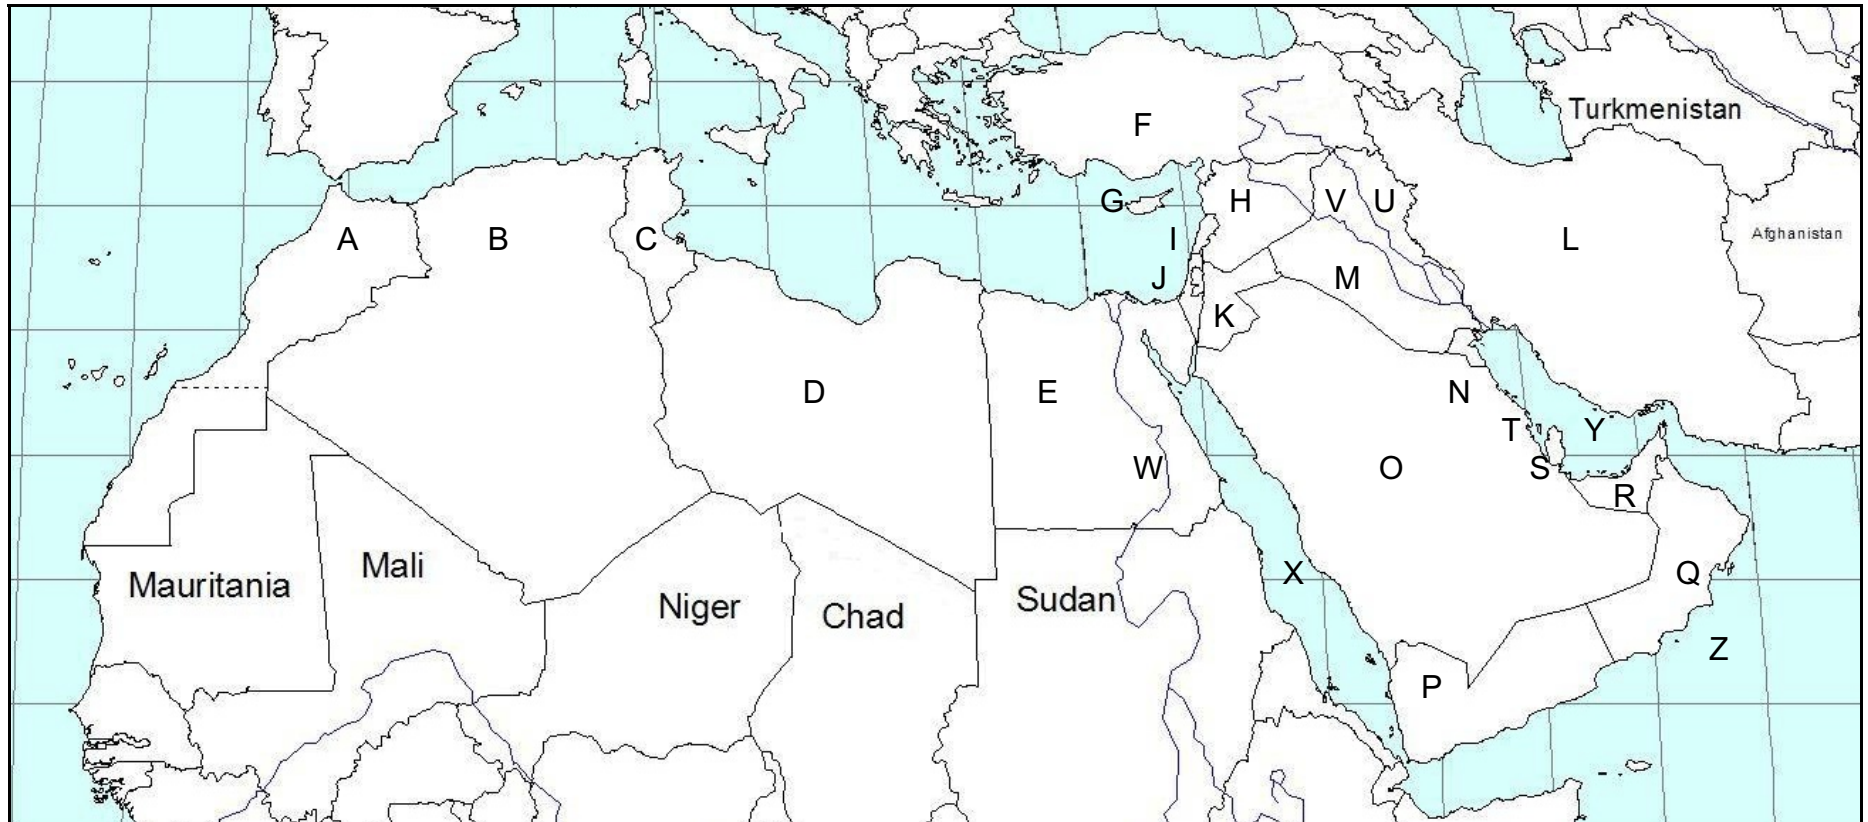 Turkmenistan
F
G
H
V
U
A
B
C
I
L
Afghanistan
J
M
K
D
E
N
T
Y
W
O
S
R
Mauritania
Mali
Niger
Chad
Sudan
X
Q
Z
P